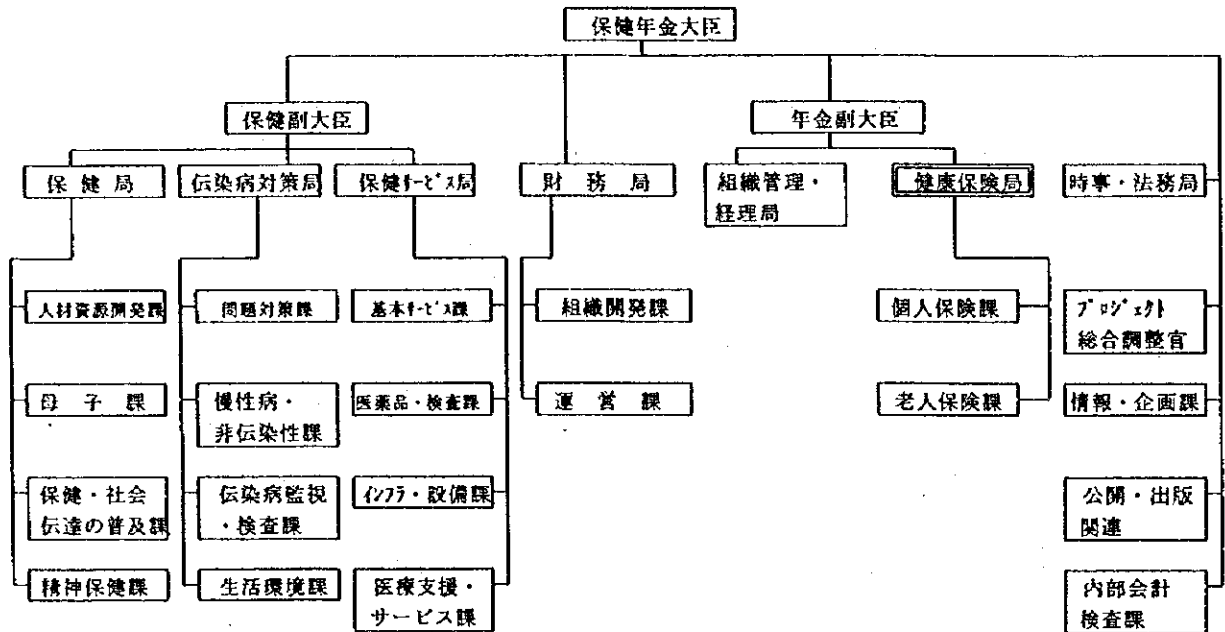 保健年金大臣
保健副大臣
年金副大臣
保健局
伝染病対策局
保健サービス局
財務局
組織管理・
経理局
健康保険局
時事・法務局
人材資源開発課
問題対策課
基本サービス課
組織開発課
個人保険課
プロジェクト
総合調整官
母子課
慢性病・
非伝染性課
医薬品・検査課
運営課
老人保険課
情報・企画課
保健・社会
伝達の普及課
伝染病監視
・検査課
インフラ・設備課
公開・出版
関連
精神保健課
生活環境課
医療支援・
サービス課
内部会計
検査課